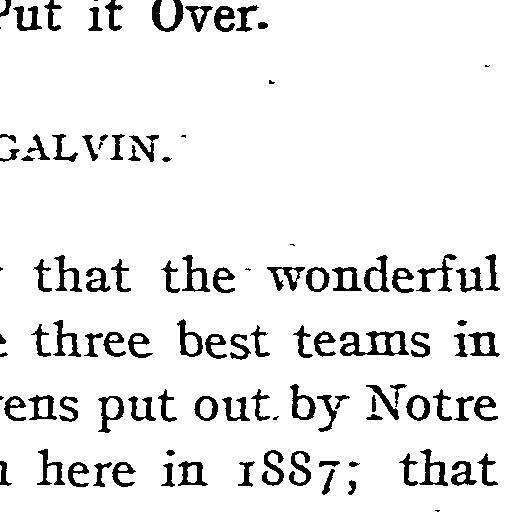 Put it Over.
GALVIN.
that the wonderful
three best teams in
put out by Notre
here in 1887; that